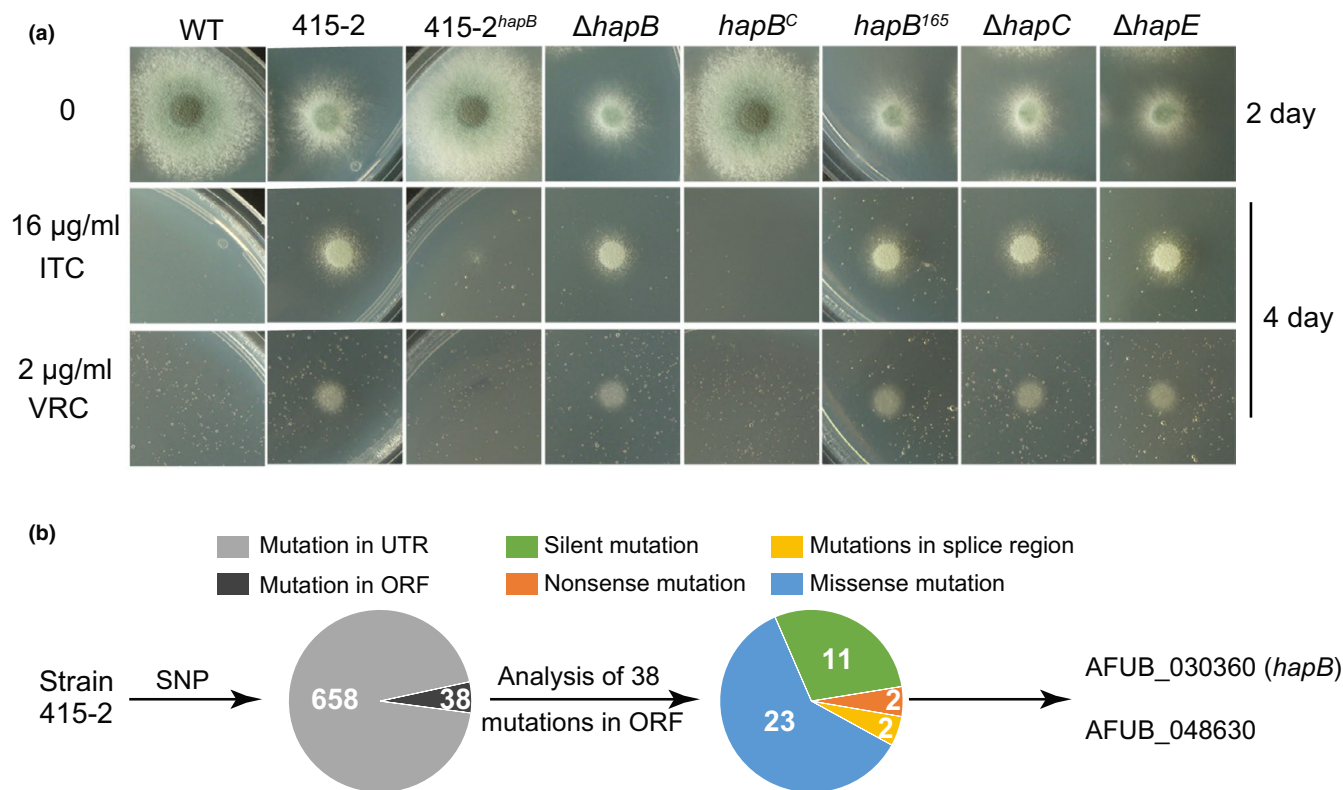 (a)
WT 415-2 415-2hapB ΔhapB hapBC hapB165 ΔhapC ΔhapE
0
2 day
16 µg/ml
ITC
4 day
2 µg/ml
VRC
(b)
Mutation in UTR
Silent mutation
Mutations in splice region
Mutation in ORF
Nonsense mutation
Missense mutation
Strain
415-2
SNP
658
38
Analysis of 38
mutations in ORF
11
2
2
23
AFUB_030360 (hapB)
AFUB_048630